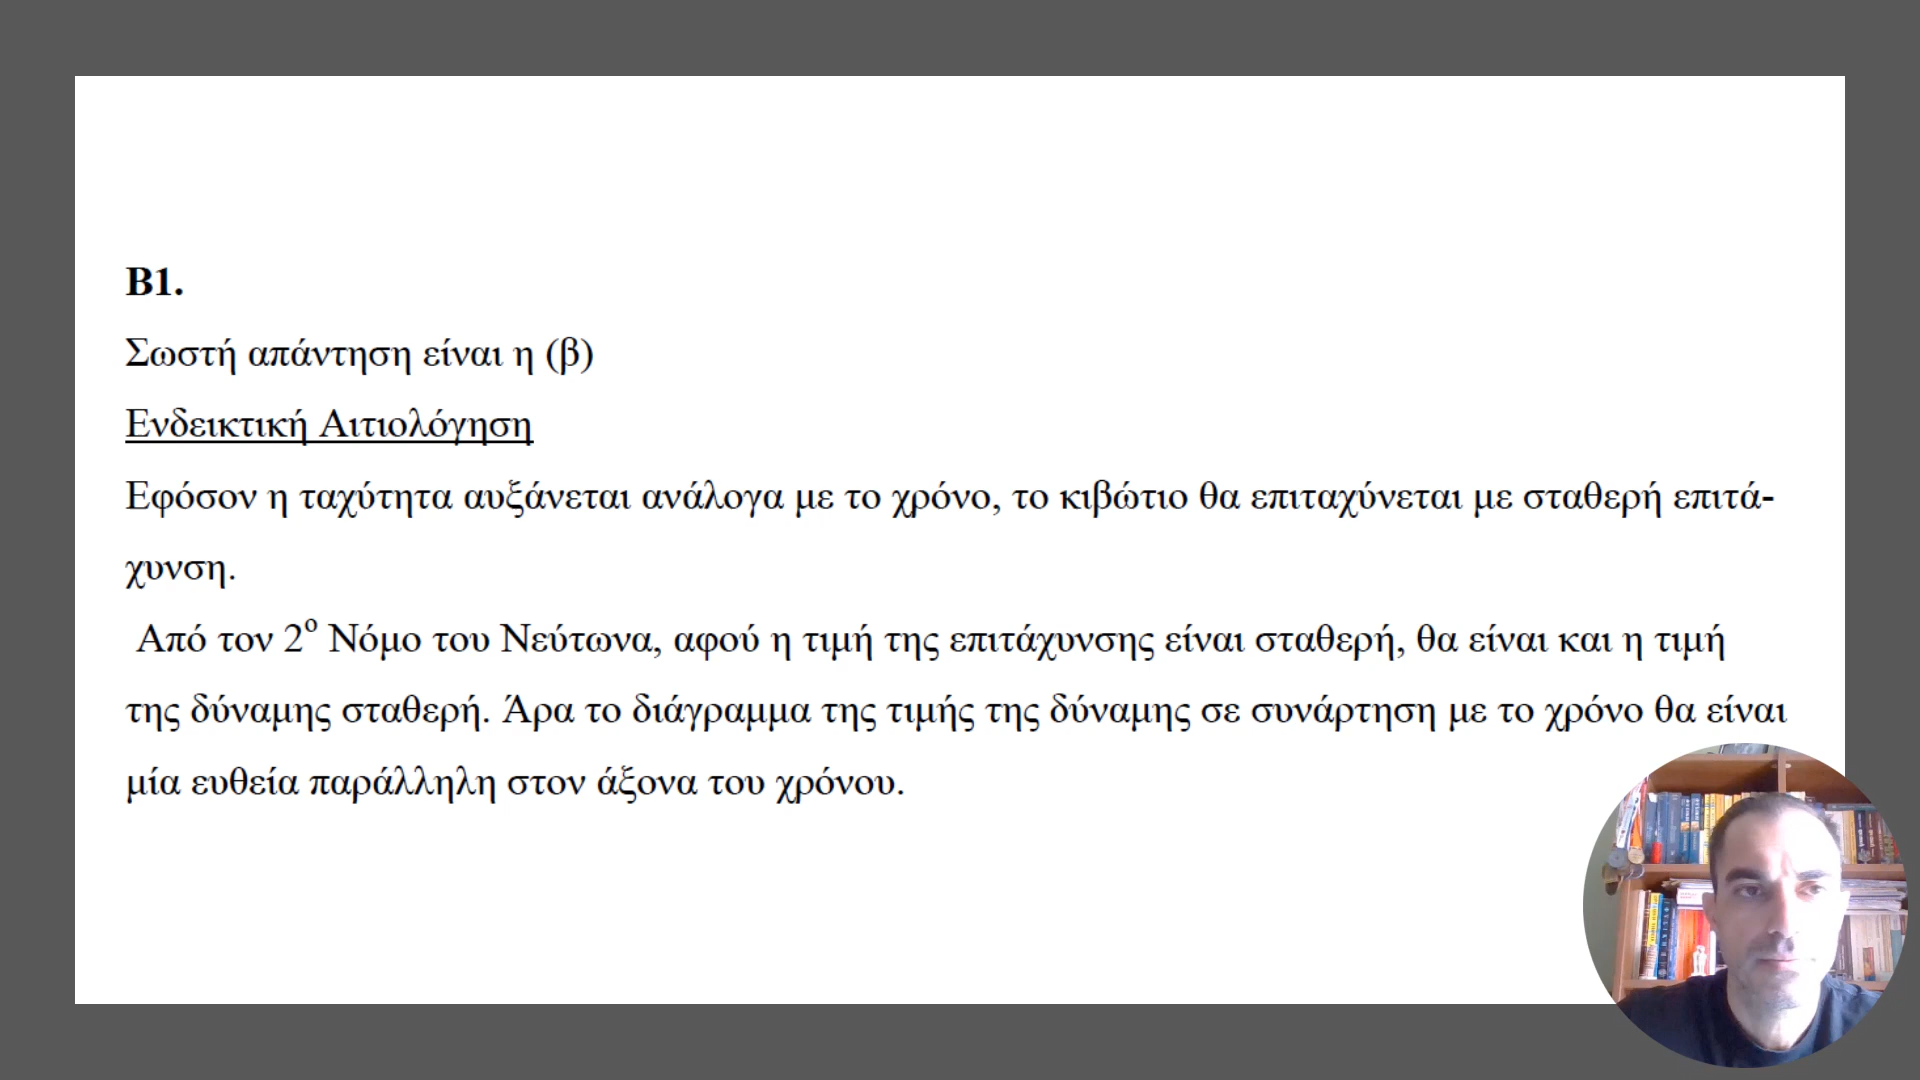 B1.
Σωστή απάντηση είναι η (β)
Ενδεικτική Αιτιολόγηση
Εφόσον η ταχύτητα αυξάνεται ανάλογα με το χρόνο, το κιβώτιο θα επιταχύνεται με σταθερή επιτά-
χυνση.
Από τον 2ο Νόμο του Νεύτωνα, αφού η τιμή της επιτάχυνσης είναι σταθερή, θα είναι και η τιμή
της δύναμης σταθερή. Άρα το διάγραμμα της τιμής της δύναμης σε συνάρτηση με το χρόνο θα είναι
μία ευθεία παράλληλη στον άξονα του χρόνου.